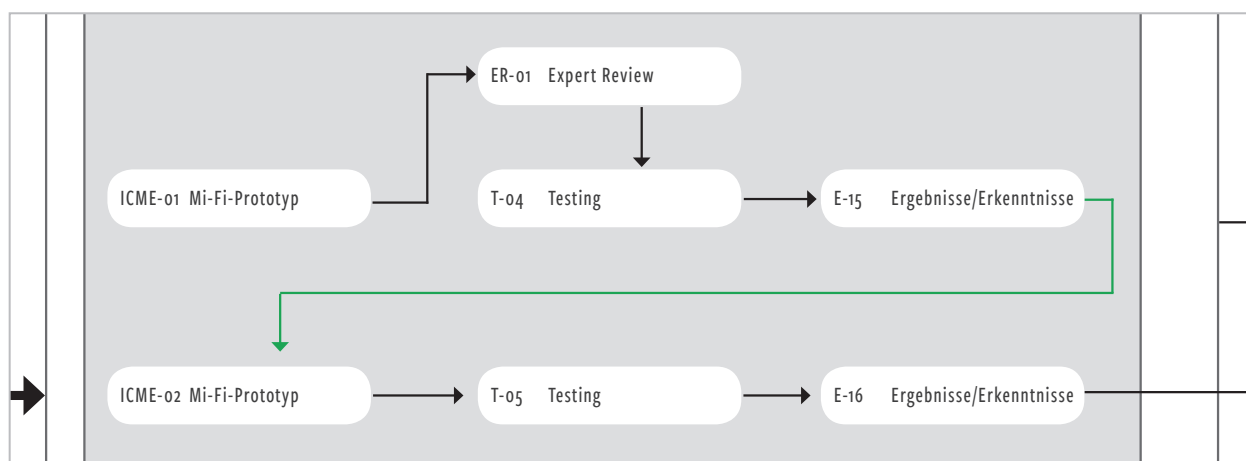 ER-01 Expert Review
ICME-01 Mi-Fi-Prototyp
T-04 Testing
E-15 Ergebnisse/Erkenntnisse
ICME-02 Mi-Fi-Prototyp
T-05 Testing
E-16 Ergebnisse/Erkenntnisse